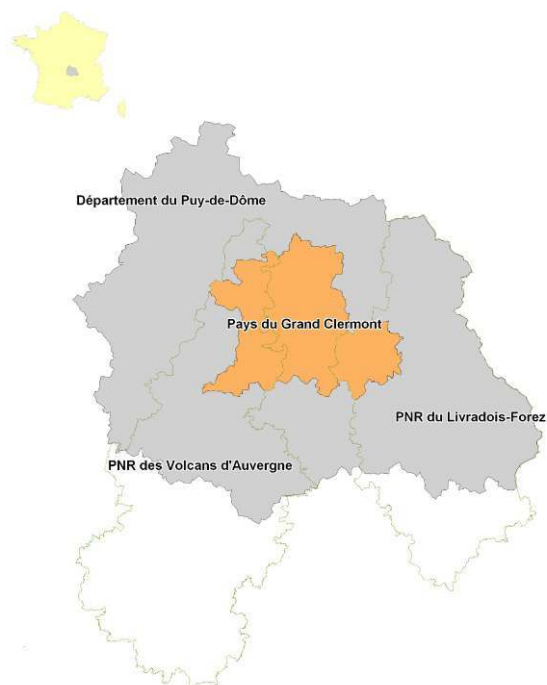 Département du Puy-de-Dôme
Pays du Grand Clermont
PNR du Livradois-Forez
PNR des Volcans d'Auvergne